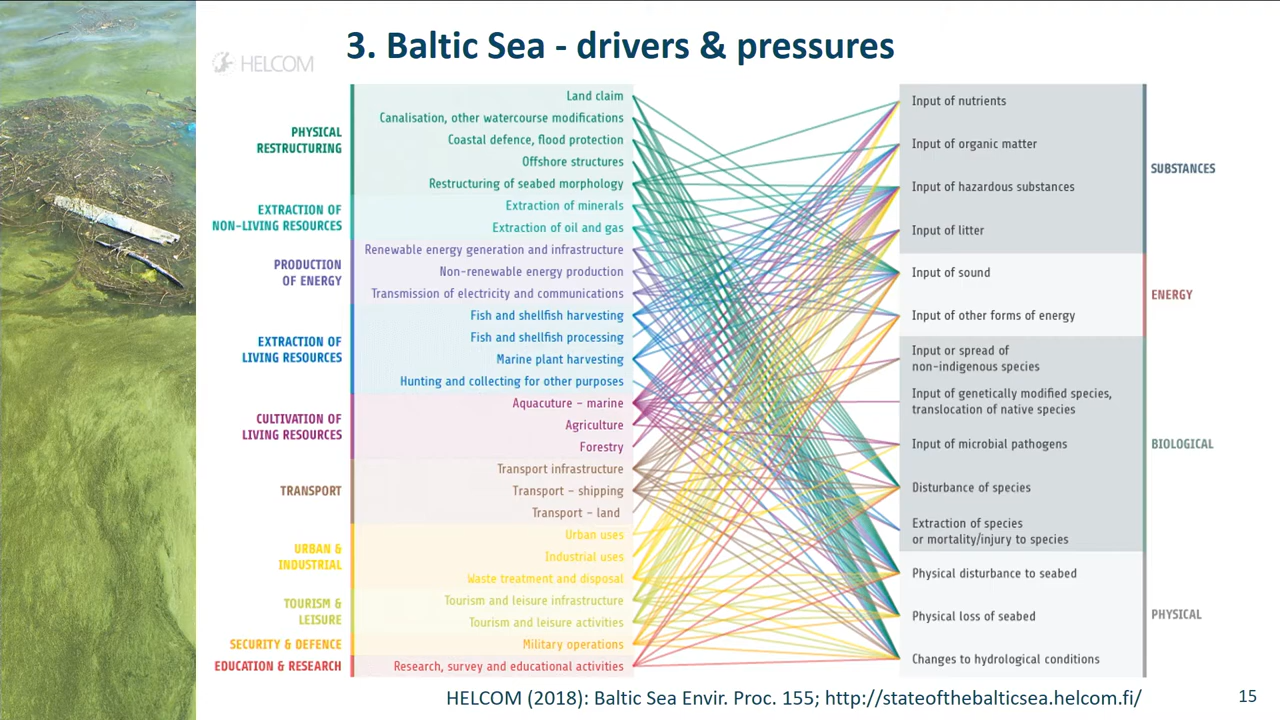 3. Baltic Sea - drivers & pressures
HELCOM
PHYSICAL
RESTRUCTURING
Land claim
Canalisation, other watercourse modifications
Coastal defence, flood protection
Offshore structures
Restructuring of seabed morphology
EXTRACTION OF
NON-LIVING RESOURCES
Extraction of minerals
Extraction of oil and gas
PRODUCTION
OF ENERGY
Renewable energy generation and infrastructure
Non-renewable energy production
Transmission of electricity and communications
EXTRACTION OF
LIVING RESOURCES
Fish and shellfish harvesting
Fish and shellfish processing
Marine plant harvesting
Hunting and collecting for other purposes
CULTIVATION OF
LIVING RESOURCES
Aquacuture – marine
Agriculture
Forestry
TRANSPORT
Transport infrastructure
Transport – shipping
Transport – land
URBAN &
INDUSTRIAL
Urban uses
Industrial uses
Waste treatment and disposal
TOURISM &
LEISURE
Tourism and leisure infrastructure
Tourism and leisure activities
SECURITY & DEFENCE
Military operations
EDUCATION & RESEARCH
Research, survey and educational activities
Input of nutrients
Input of organic matter
Input of hazardous substances
Input of litter
SUBSTANCES
Input of sound
Input of other forms of energy
ENERGY
Input or spread of
non-indigenous species
Input of genetically modified species,
translocation of native species
Input of microbial pathogens
Disturbance of species
Extraction of species
or mortality/injury to species
BIOLOGICAL
Physical disturbance to seabed
Physical loss of seabed
Changes to hydrological conditions
PHYSICAL
HELCOM (2018): Baltic Sea Envir. Proc. 155; http://stateofthebalticsea.helcom.fi/
15